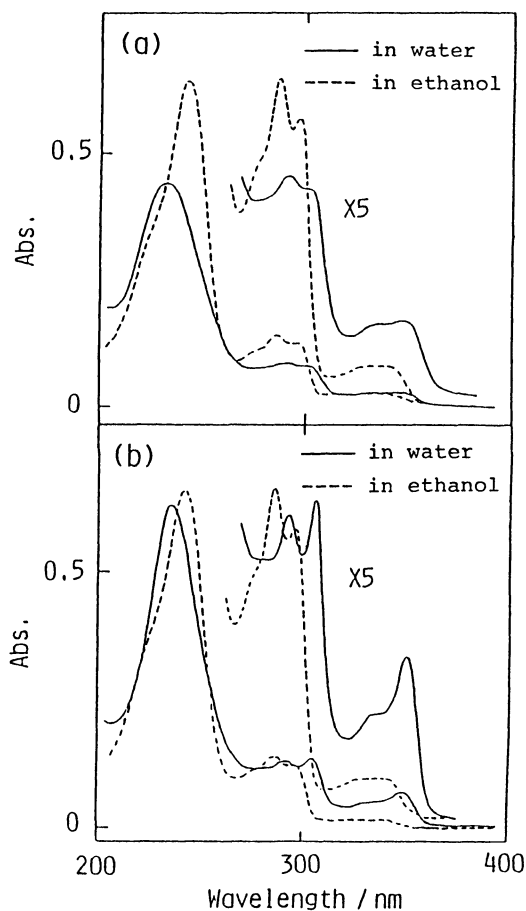 (a)
in water
in ethanol
0.5
X5
Abs.
0
(b)
in water
in ethanol
0.5
X5
Abs.
0
200 300 400
Wavelength / nm